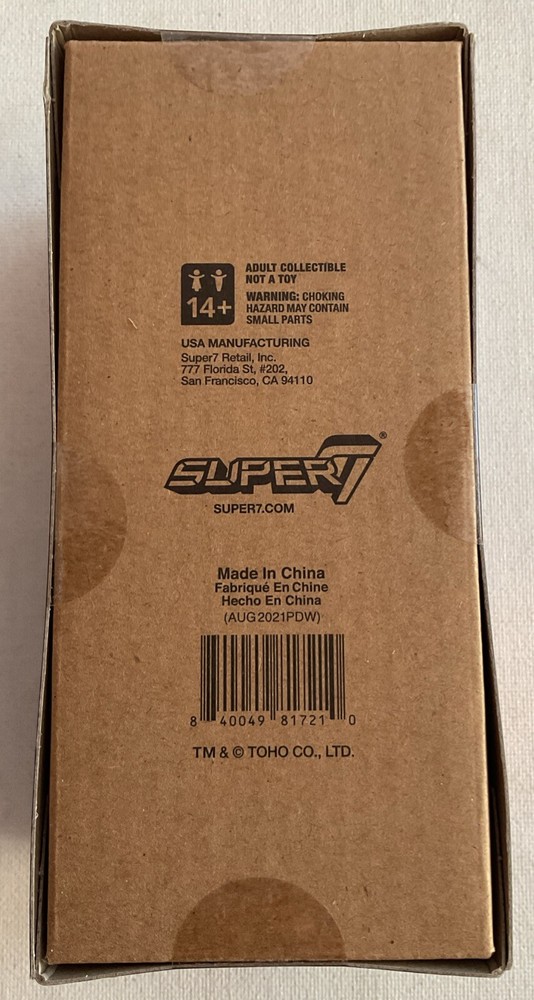 14+
ADULT COLLECTIBLE
NOT A TOY
WARNING: CHOKING
HAZARD MAY CONTAIN
SMALL PARTS
USA MANUFACTURING
Super7 Retail, Inc.
777 Florida St, #202,
San Francisco, CA 94110
SUPER7®
SUPER7.COM
Made In China
Fabriqué En Chine
Hecho En China
(AUG2021PDW)
8 40049 81721 0
TM & © TOHO CO., LTD.